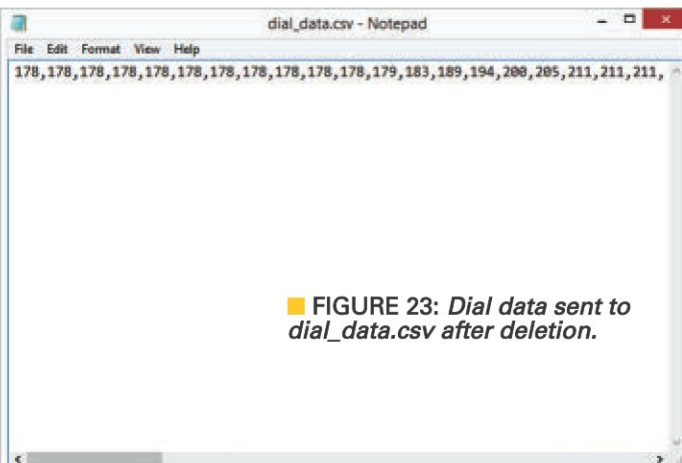 dial_data.csv - Notepad
File Edit Format View Help
178,178,178,178,178,178,178,178,178,178,178,179,183,189,194,200,205,211,211,211,
FIGURE 23: Dial data sent to
dial_data.csv after deletion.